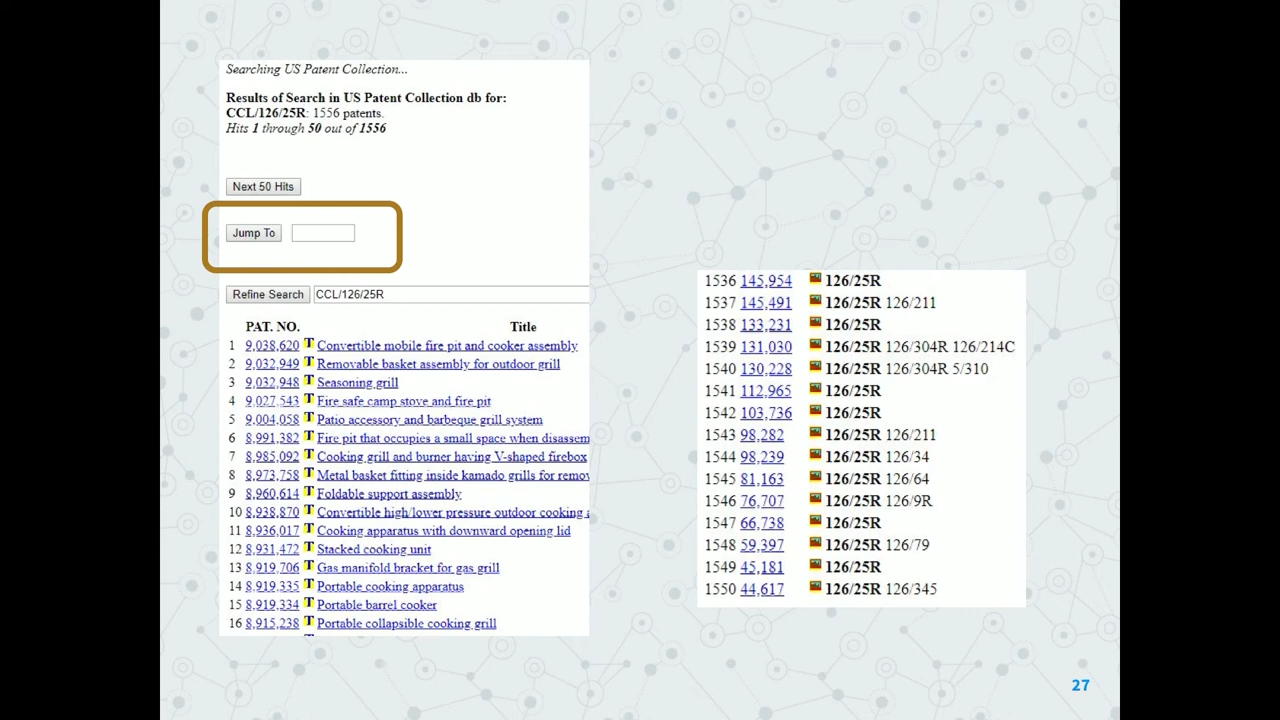 Searching US Patent Collection...
Results of Search in US Patent Collection db for:
CCL/126/25R: 1556 patents.
Hits 1 through 50 out of 1556
Next 50 Hits
Jump To
Refine Search CCL/126/25R
PAT. NO. Title
1 9,038,620 T Convertible mobile fire pit and cooker assembly
2 9,032,949 T Removable basket assembly for outdoor grill
3 9,032,948 T Seasoning grill
4 9,027,543 T Fire safe camp stove and fire pit
5 9,004,058 T Patio accessory and barbeque grill system
6 8,991,382 T Fire pit that occupies a small space when disassem
7 8,985,092 T Cooking grill and burner having V-shaped firebox
8 8,973,758 T Metal basket fitting inside kamado grills for remov
9 8,960,614 T Foldable support assembly
10 8,938,870 T Convertible high/lower pressure outdoor cooking a
11 8,936,017 T Cooking apparatus with downward opening lid
12 8,931,472 T Stacked cooking unit
13 8,919,706 T Gas manifold bracket for gas grill
14 8,919,335 T Portable cooking apparatus
15 8,919,334 T Portable barrel cooker
16 8,915,238 T Portable collapsible cooking grill
1536 145,954 126/25R
1537 145,491 126/25R 126/211
1538 133,231 126/25R
1539 131,030 126/25R 126/304R 126/214C
1540 130,228 126/25R 126/304R 5/310
1541 112,965 126/25R
1542 103,736 126/25R
1543 98,282 126/25R 126/211
1544 98,239 126/25R 126/34
1545 81,163 126/25R 126/64
1546 76,707 126/25R 126/9R
1547 66,738 126/25R
1548 59,397 126/25R 126/79
1549 45,181 126/25R
1550 44,617 126/25R 126/345
27